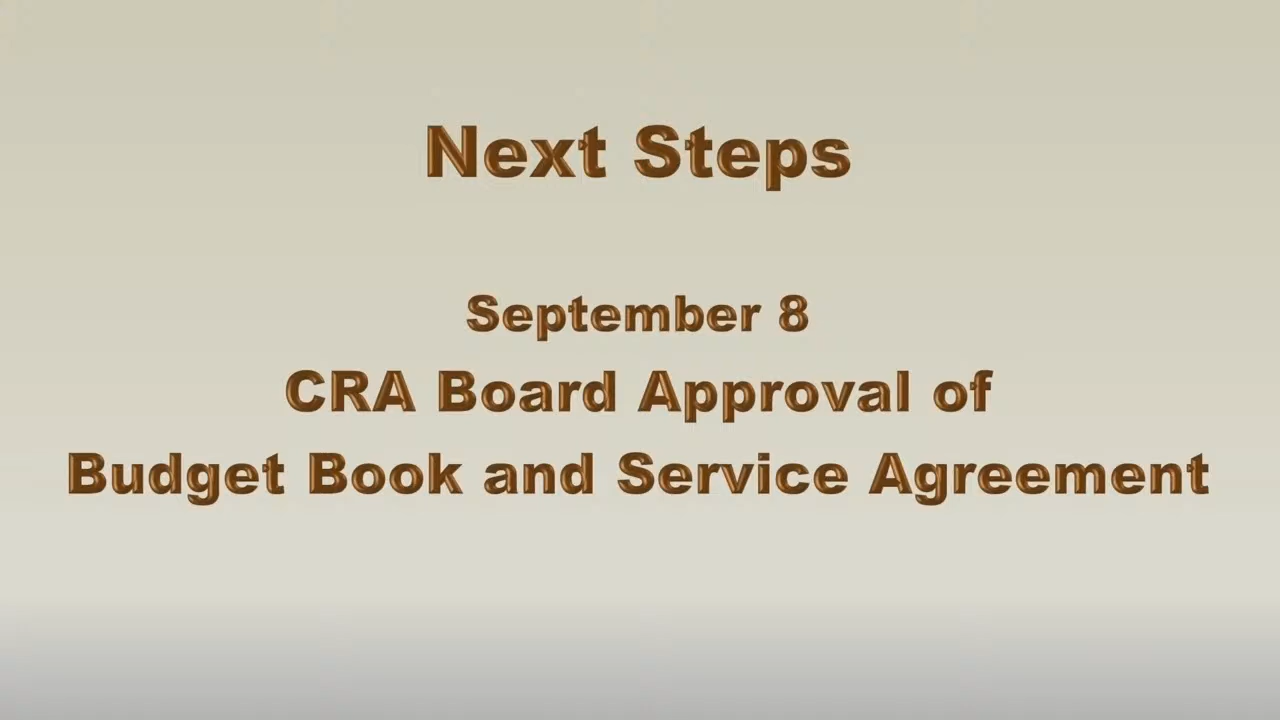 Next Steps
September 8
CRA Board Approval of
Budget Book and Service Agreement